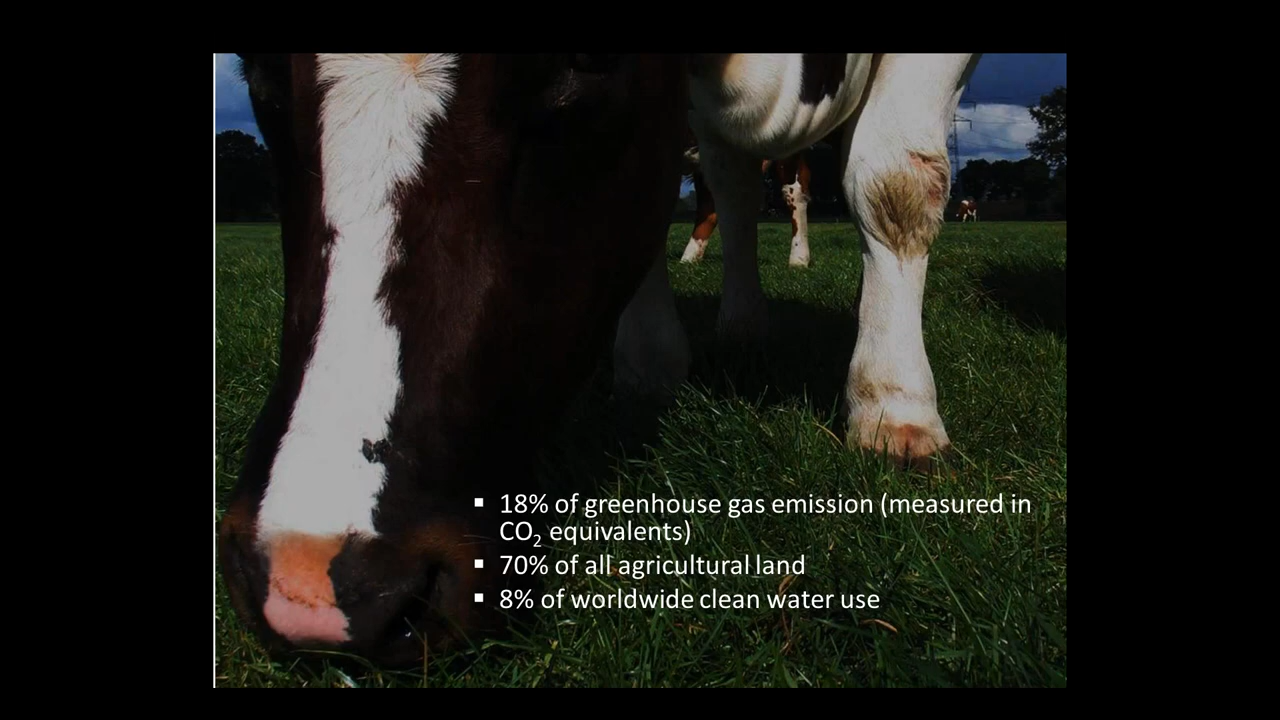 ▪ 18% of greenhouse gas emission (measured in
CO₂ equivalents)
▪ 70% of all agricultural land
▪ 8% of worldwide clean water use